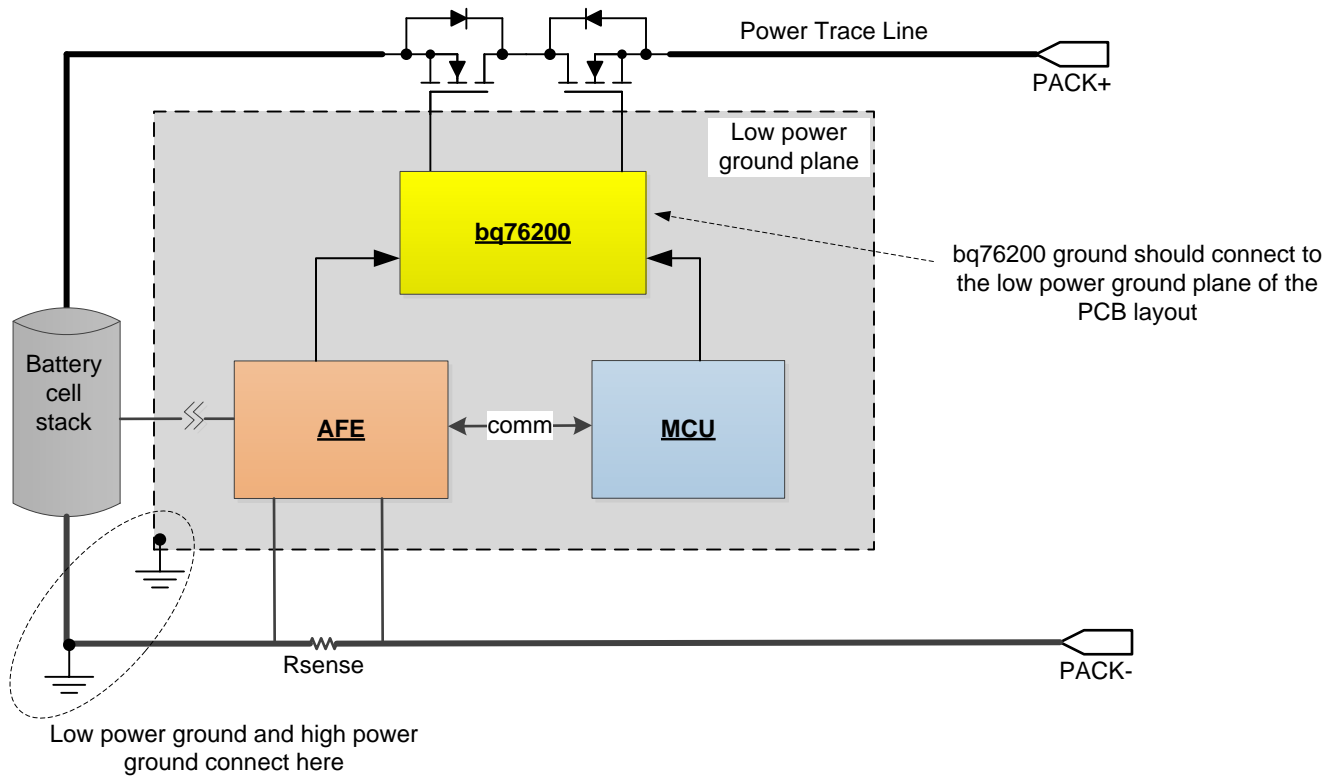 Power Trace Line
PACK+
Low power
ground plane
bq76200
bq76200 ground should connect to
the low power ground plane of the
PCB layout
Battery
cell
stack
AFE
comm
MCU
Rsense
PACK-
Low power ground and high power
ground connect here